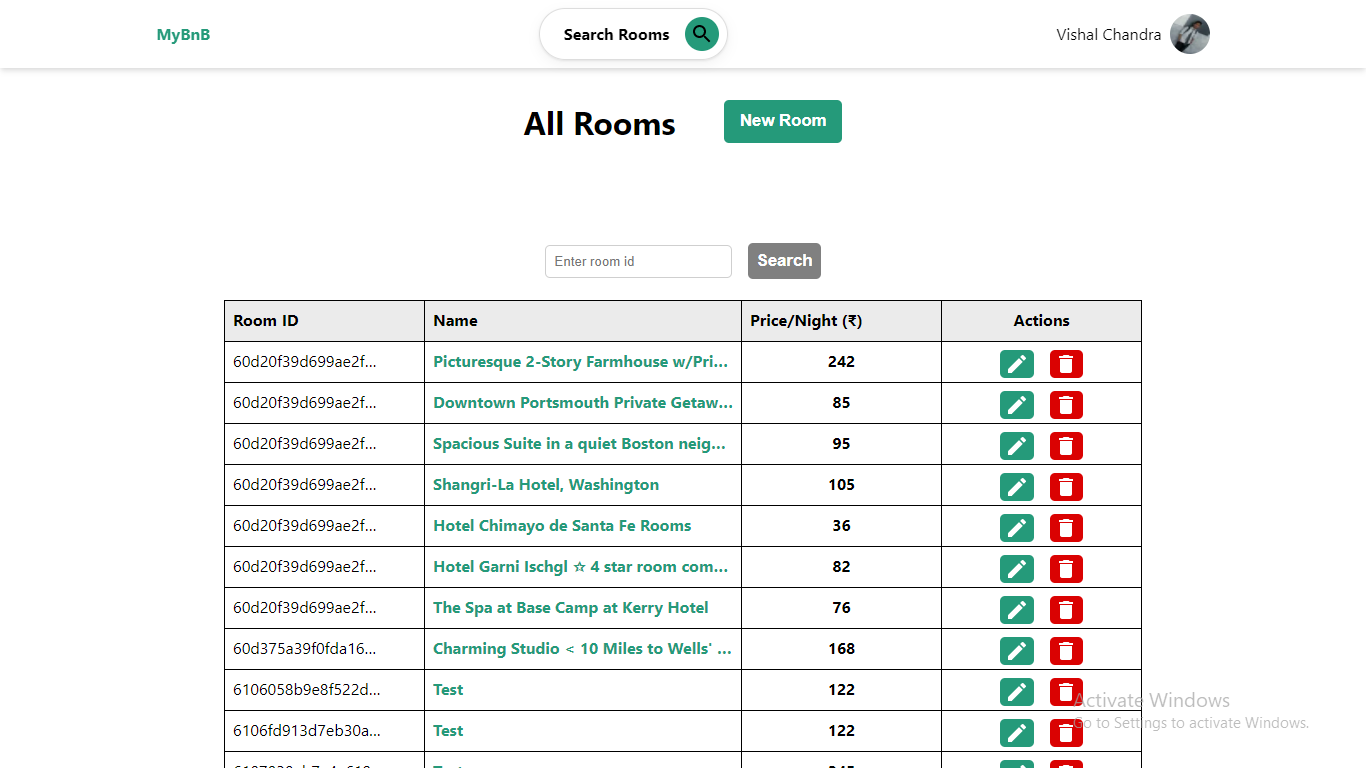 MyBnB Search Rooms Vishal Chandra
All Rooms New Room
Enter room id Search
Room ID Name Price/Night (₹) Actions
60d20f39d699ae2f... Picturesque 2-Story Farmhouse w/Pri... 242
60d20f39d699ae2f... Downtown Portsmouth Private Getaw... 85
60d20f39d699ae2f... Spacious Suite in a quiet Boston neig... 95
60d20f39d699ae2f... Shangri-La Hotel, Washington 105
60d20f39d699ae2f... Hotel Chimayo de Santa Fe Rooms 36
60d20f39d699ae2f... Hotel Garni Ischgl ☆ 4 star room com... 82
60d20f39d699ae2f... The Spa at Base Camp at Kerry Hotel 76
60d375a39f0fda16... Charming Studio < 10 Miles to Wells' ... 168
6106058b9e8f522d... Test 122
Activate Windows
6106fd913d7eb30a... Test 122
Go to Settings to activate Windows.